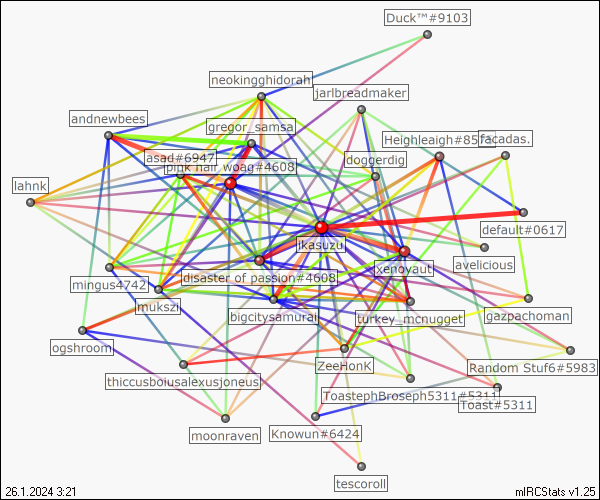 Duck™#9103
neokingghidorah
jarlbreadmaker
andnewbees
gregor_samsa
Heighleigh#85
facadas.
asad#6947
pink hair woag#4608
doggerdig
lahnk
default#0617
ikasuzu
avelicious
xenoyaut
disaster of passion#4608
mingus4742
mukszi
bigcitysamurai
turkey_mcnugget
gazpachoman
ogshroom
ZeeHonK
Random Stuf6#5983
thiccusboiusalexusjoneus
ToastephBroseph5311#5311
Toast#5311
moonraven
Knowun#6424
tescoroll
26.1.2024 3:21
mIRCStats v1.25